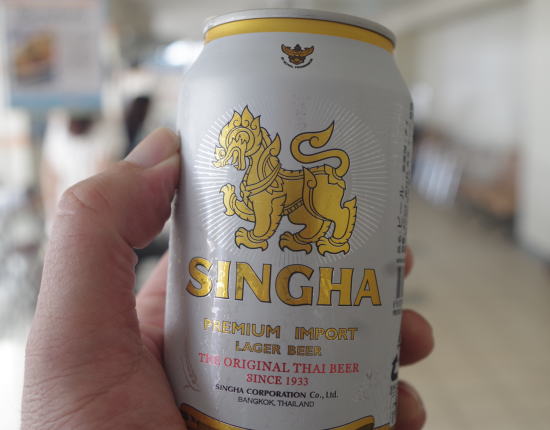 SINGHA
PREMIUM IMPORT
LAGER BEER
THE ORIGINAL THAI BEER
SINCE 1933
SINGHA CORPORATION Co., Ltd.
BANGKOK, THAILAND